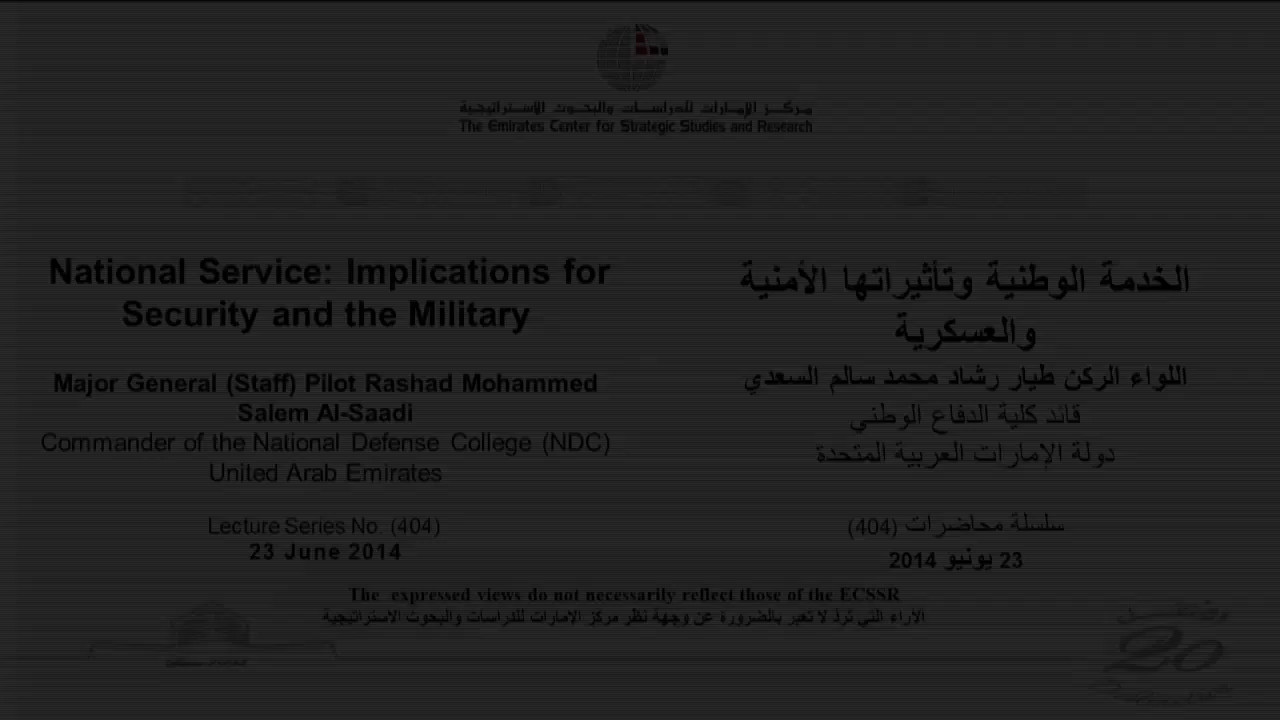 مركز الإمارات للدراسات والبحوث الاستراتيجية
The Emirates Center for Strategic Studies and Research
National Service: Implications for
Security and the Military
Major General (Staff) Pilot Rashad Mohammed
Salem Al-Saadi
Commander of the National Defense College (NDC)
United Arab Emirates
Lecture Series No. (404)
23 June 2014
الخدمة الوطنية وتأثيراتها الأمنية
والعسكرية
اللواء الركن طيار رشاد محمد سالم السعدي
قائد كلية الدفاع الوطني
دولة الإمارات العربية المتحدة
سلسلة محاضرات (404)
23 يونيو 2014
The expressed views do not necessarily reflect those of the ECSSR
الآراء التي ترد لا تعبر بالضرورة عن وجهة نظر مركز الامارات للدراسات والبحوث الاستراتيجية
20